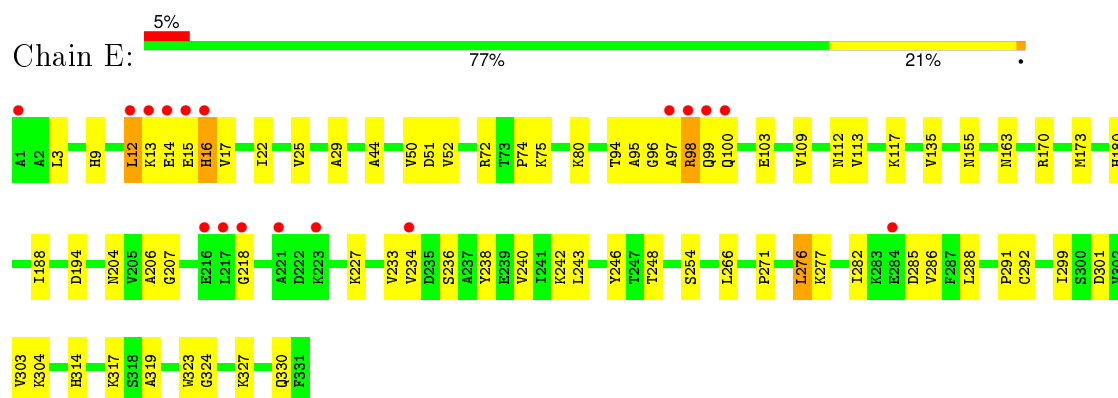 5%
Chain E:
77% 21% •
A1 A2 L3 H9 L12 K13 E14 E15 H16 V17 I22 V25 A29 A44 V50 D51 V52 R72 T73 P74 K75 K80 T94 A95 G96 A97 R98 Q99 Q100 E103 V109 N112 V113 K117 V135 N155 N163 R170 M173 H180
I188 D194 N204 V205 A206 G207 E216 L217 G218 A221 D222 K223 K227 V233 V234 D235 S236 A237 Y238 E239 V240 I241 K242 L243 Y246 T247 T248 S254 L266 P271 L276 K277 I282 K283 E284 D285 V286 F287 L288 P291 C292 I299 S300 D301
V303 K304 H314 K317 S318 A319 W323 G324 K327 Q330 F331